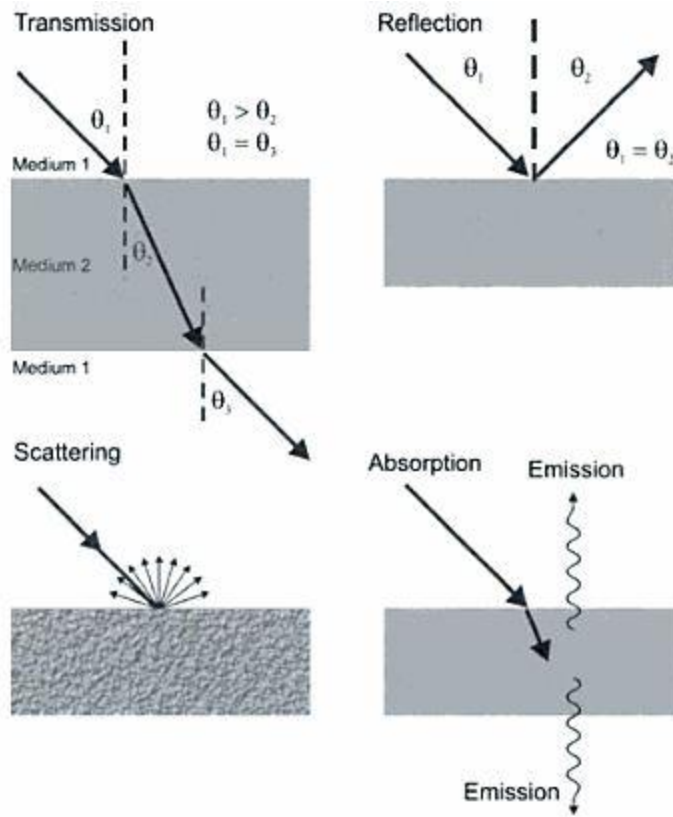 Transmission
θ₁
θ₁ > θ₂
θ₁ = θ₃
Medium 1
θ₂
Medium 2
Medium 1
θ₃
Reflection
θ₁
θ₂
θ₁ = θ₂
Scattering
Absorption
Emission
Emission